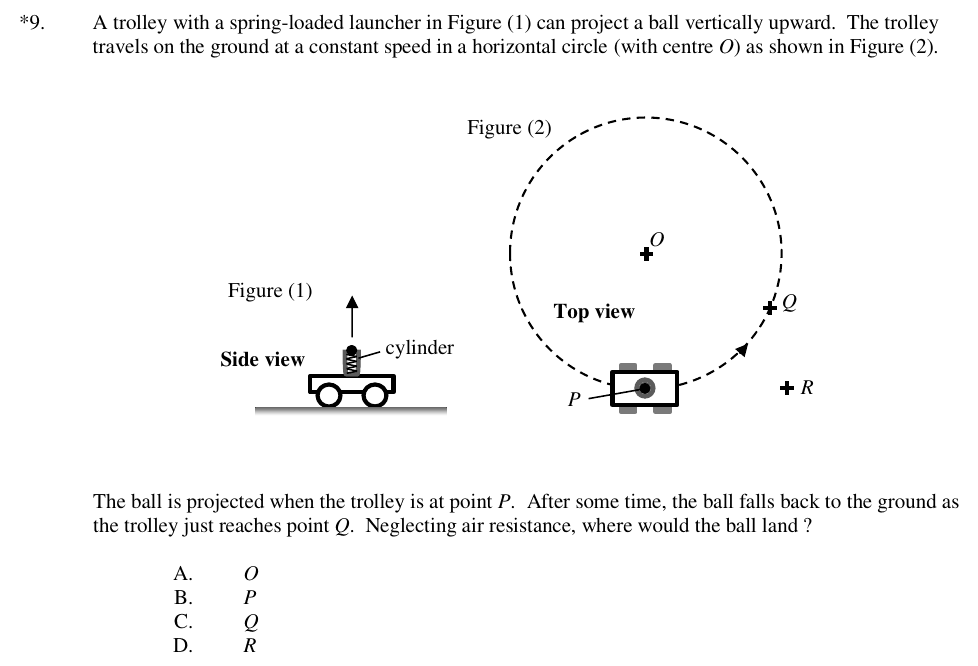 *9. A trolley with a spring-loaded launcher in Figure (1) can project a ball vertically upward. The trolley
travels on the ground at a constant speed in a horizontal circle (with centre O) as shown in Figure (2).
Figure (2)
O
Figure (1)
Top view
Q
cylinder
Side view
R
P
The ball is projected when the trolley is at point P. After some time, the ball falls back to the ground as
the trolley just reaches point Q. Neglecting air resistance, where would the ball land ?
A. O
B. P
C. Q
D. R